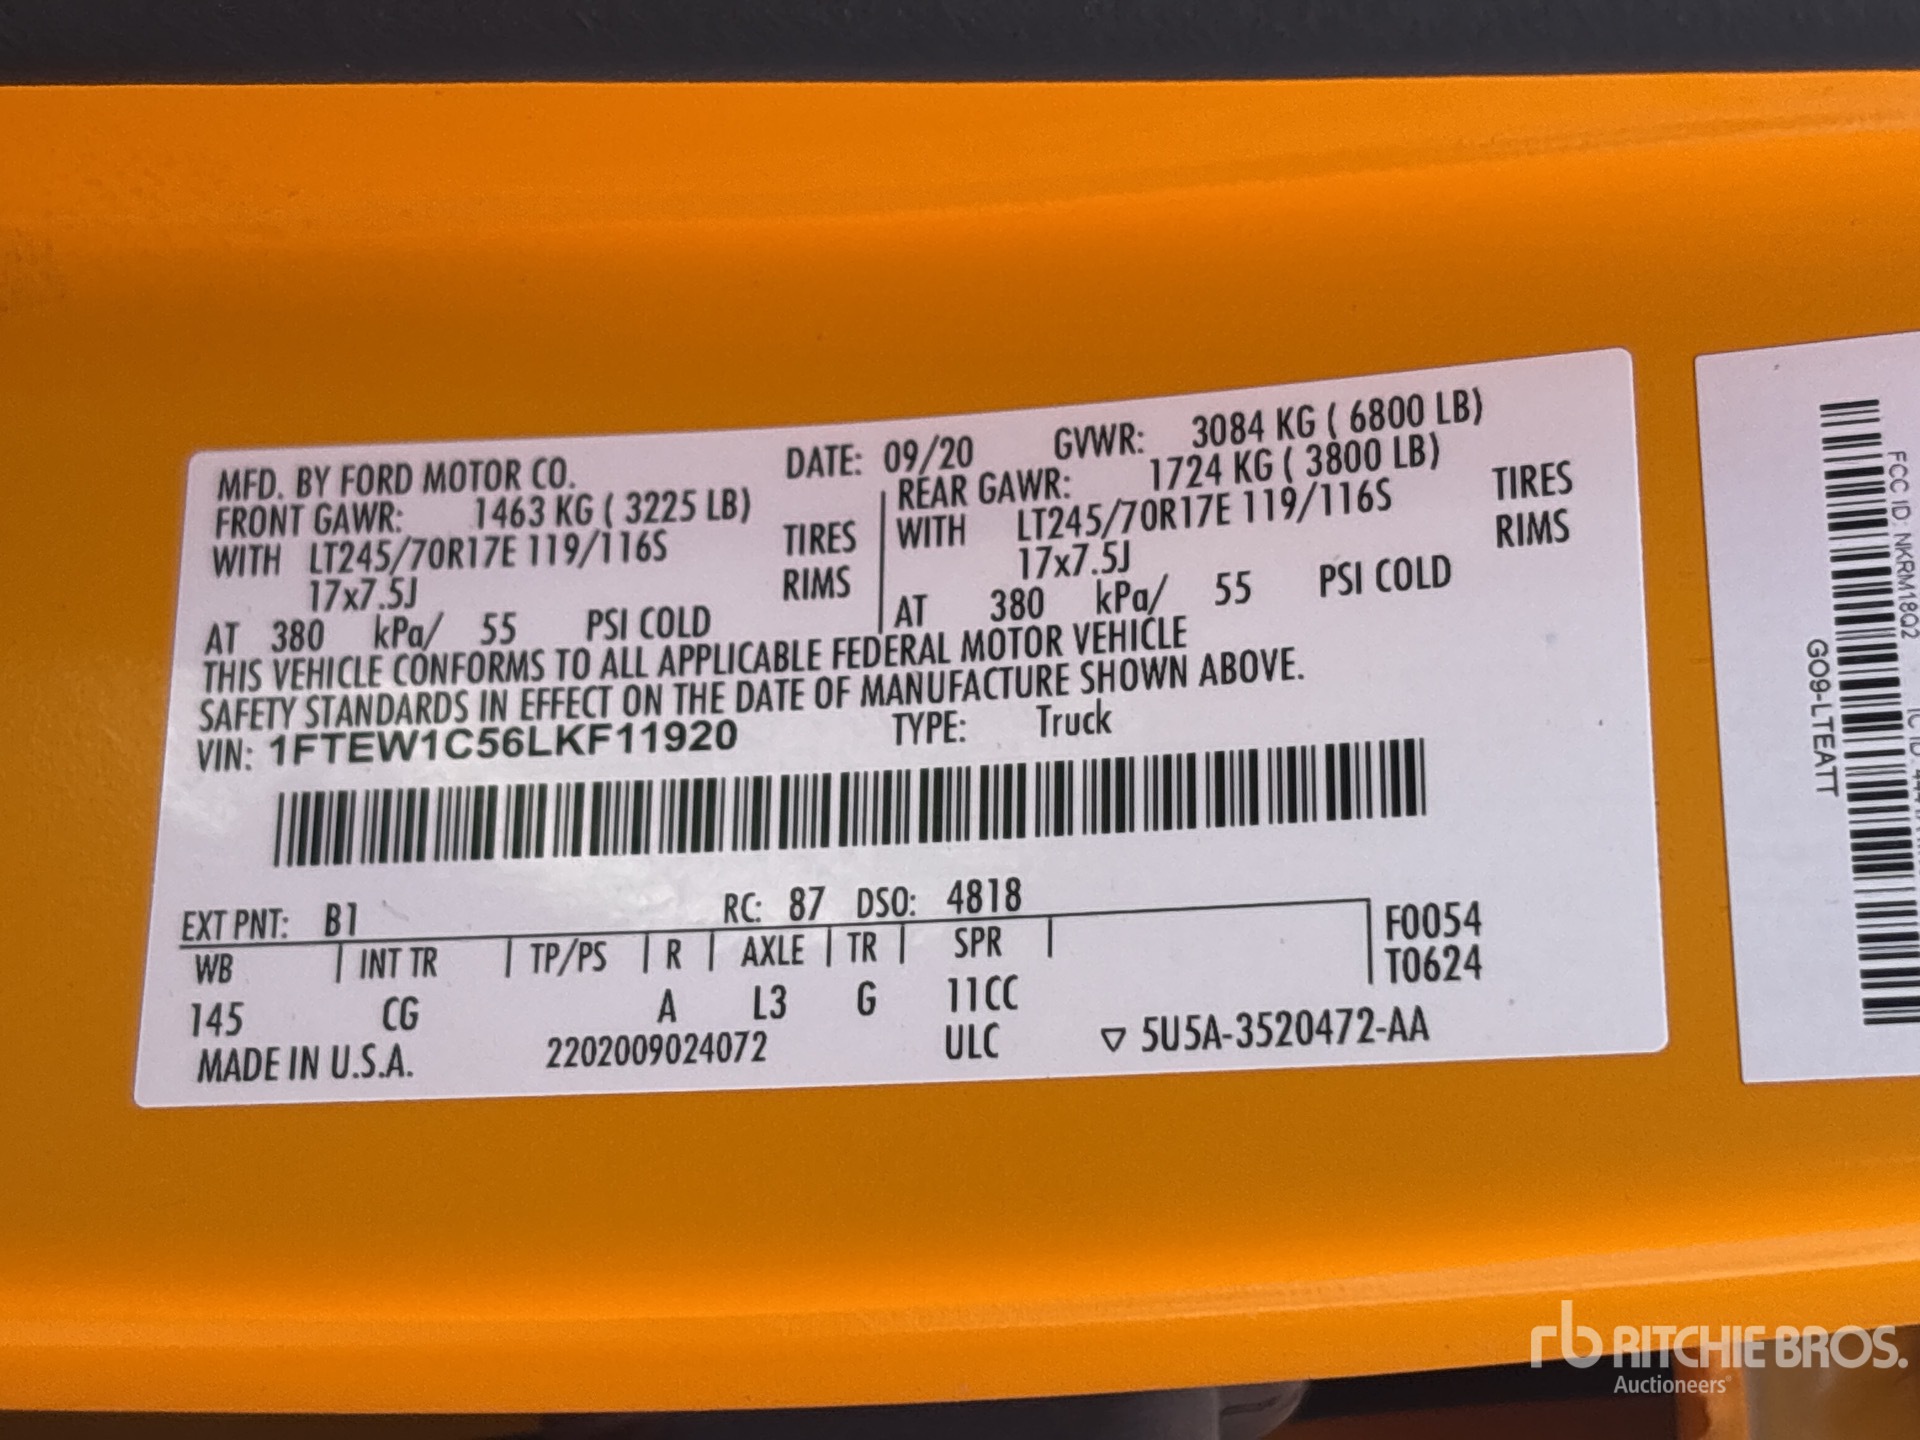 MFD. BY FORD MOTOR CO. DATE: 09/20 GVWR: 3084 KG ( 6800 LB)
FRONT GAWR: 1463 KG ( 3225 LB) REAR GAWR: 1724 KG ( 3800 LB)
WITH LT245/70R17E 119/116S TIRES WITH LT245/70R17E 119/116S TIRES
17x7.5J RIMS 17x7.5J RIMS
AT 380 kPa/ 55 PSI COLD AT 380 kPa/ 55 PSI COLD
THIS VEHICLE CONFORMS TO ALL APPLICABLE FEDERAL MOTOR VEHICLE
SAFETY STANDARDS IN EFFECT ON THE DATE OF MANUFACTURE SHOWN ABOVE.
VIN: 1FTEW1C56LKF11920 TYPE: Truck
EXT PNT: B1 RC: 87 DSO: 4818
WB INT TR TP/PS R AXLE TR SPR F0054
T0624
145 CG A L3 G 11CC
MADE IN U.S.A. 2202009024072 ULC ▽ 5U5A-3520472-AA
FCC ID: NKRM18Q2
GO9-LTEATT
rb RITCHIE BROS.
Auctioneers